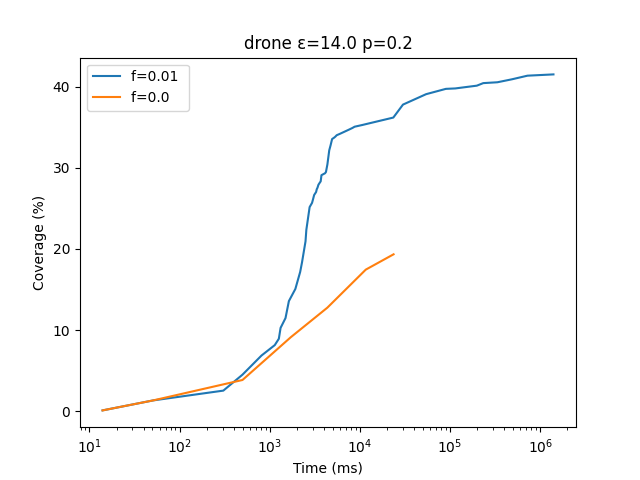 drone ε=14.0 p=0.2
f=0.01
f=0.0
Coverage (%)
40
30
20
10
0
10¹ 10² 10³ 10⁴ 10⁵ 10⁶
Time (ms)